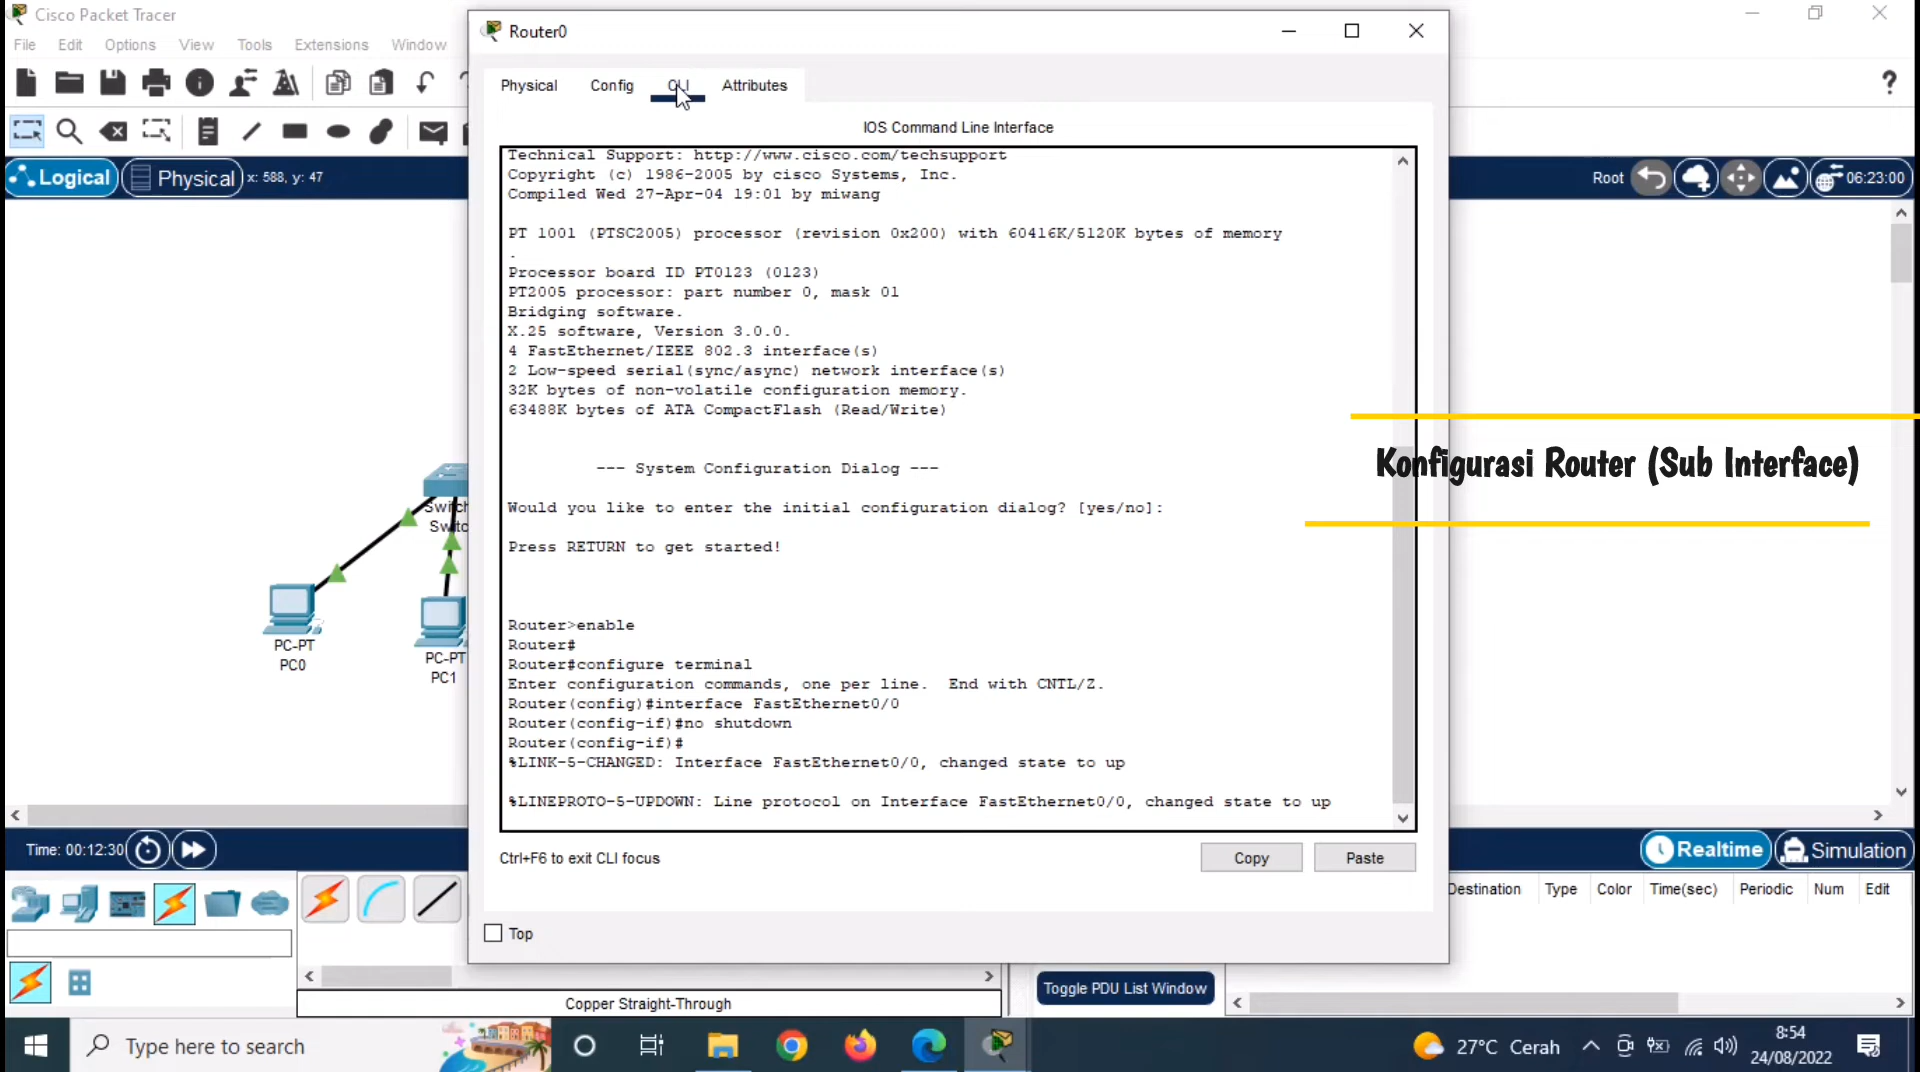 Cisco Packet Tracer
File Edit Options View Tools Extensions Window
Logical
Physical
x: 588, y: 47
Router0
Physical Config CLI Attributes
IOS Command Line Interface
Technical Support: http://www.cisco.com/techsupport
Copyright (c) 1986-2005 by cisco Systems, Inc.
Compiled Wed 27-Apr-04 19:01 by miwang
PT 1001 (PTSC2005) processor (revision 0x200) with 60416K/5120K bytes of memory
.
Processor board ID PT0123 (0123)
PT2005 processor: part number 0, mask 01
Bridging software.
X.25 software, Version 3.0.0.
4 FastEthernet/IEEE 802.3 interface(s)
2 Low-speed serial(sync/async) network interface(s)
32K bytes of non-volatile configuration memory.
63488K bytes of ATA CompactFlash (Read/Write)
--- System Configuration Dialog ---
Would you like to enter the initial configuration dialog? [yes/no]:
Press RETURN to get started!
Router>enable
Router#
Router#configure terminal
Enter configuration commands, one per line. End with CNTL/Z.
Router(config)#interface FastEthernet0/0
Router(config-if)#no shutdown
Router(config-if)#
%LINK-5-CHANGED: Interface FastEthernet0/0, changed state to up
%LINEPROTO-5-UPDOWN: Line protocol on Interface FastEthernet0/0, changed state to up
Ctrl+F6 to exit CLI focus
Copy
Paste
Top
Root
06:23:00
Konfigurasi Router (Sub Interface)
Switch
Switc
PC-PT
PC0
PC-PT
PC1
Time: 00:12:30
Realtime
Simulation
Destination Type Color Time(sec) Periodic Num Edit
Toggle PDU List Window
Copper Straight-Through
Type here to search
27°C Cerah
8:54
24/08/2022